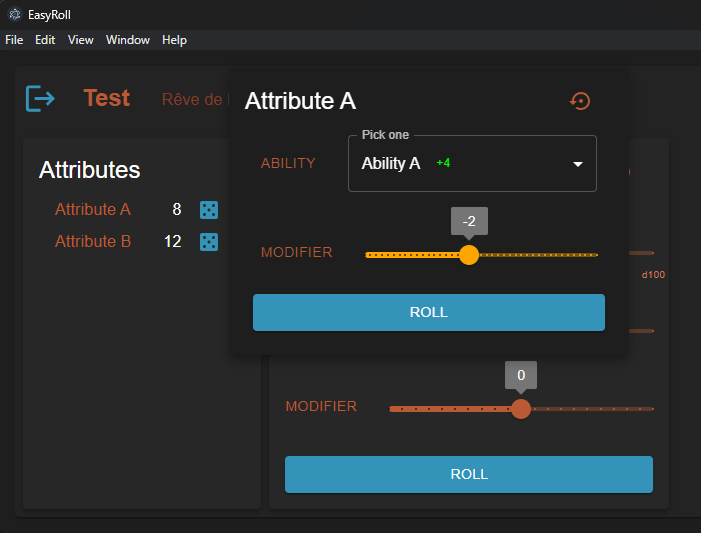 EasyRoll
File Edit View Window Help
Test Rêve de
Attribute A
Pick one
ABILITY Ability A +4
Attributes
Attribute A 8
Attribute B 12
-2
MODIFIER
d100
ROLL
0
MODIFIER
ROLL